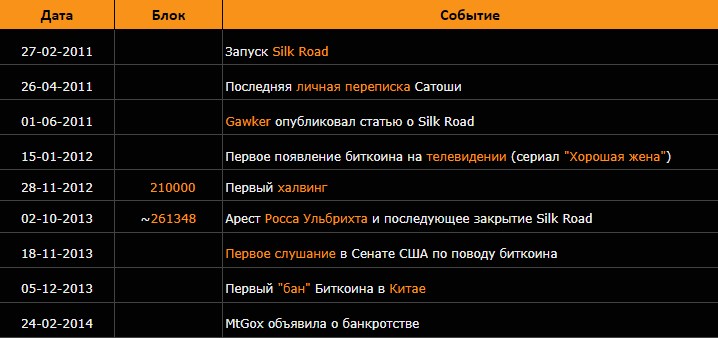 Дата Блок Событие
27-02-2011 Запуск Silk Road
26-04-2011 Последняя личная переписка Сатоши
01-06-2011 Gawker опубликовал статью о Silk Road
15-01-2012 Первое появление биткоина на телевидении (сериал "Хорошая жена")
28-11-2012 210000 Первый халвинг
02-10-2013 ~261348 Арест Росса Ульбрихта и последующее закрытие Silk Road
18-11-2013 Первое слушание в Сенате США по поводу биткоина
05-12-2013 Первый "бан" Биткоина в Китае
24-02-2014 MtGox объявила о банкротстве